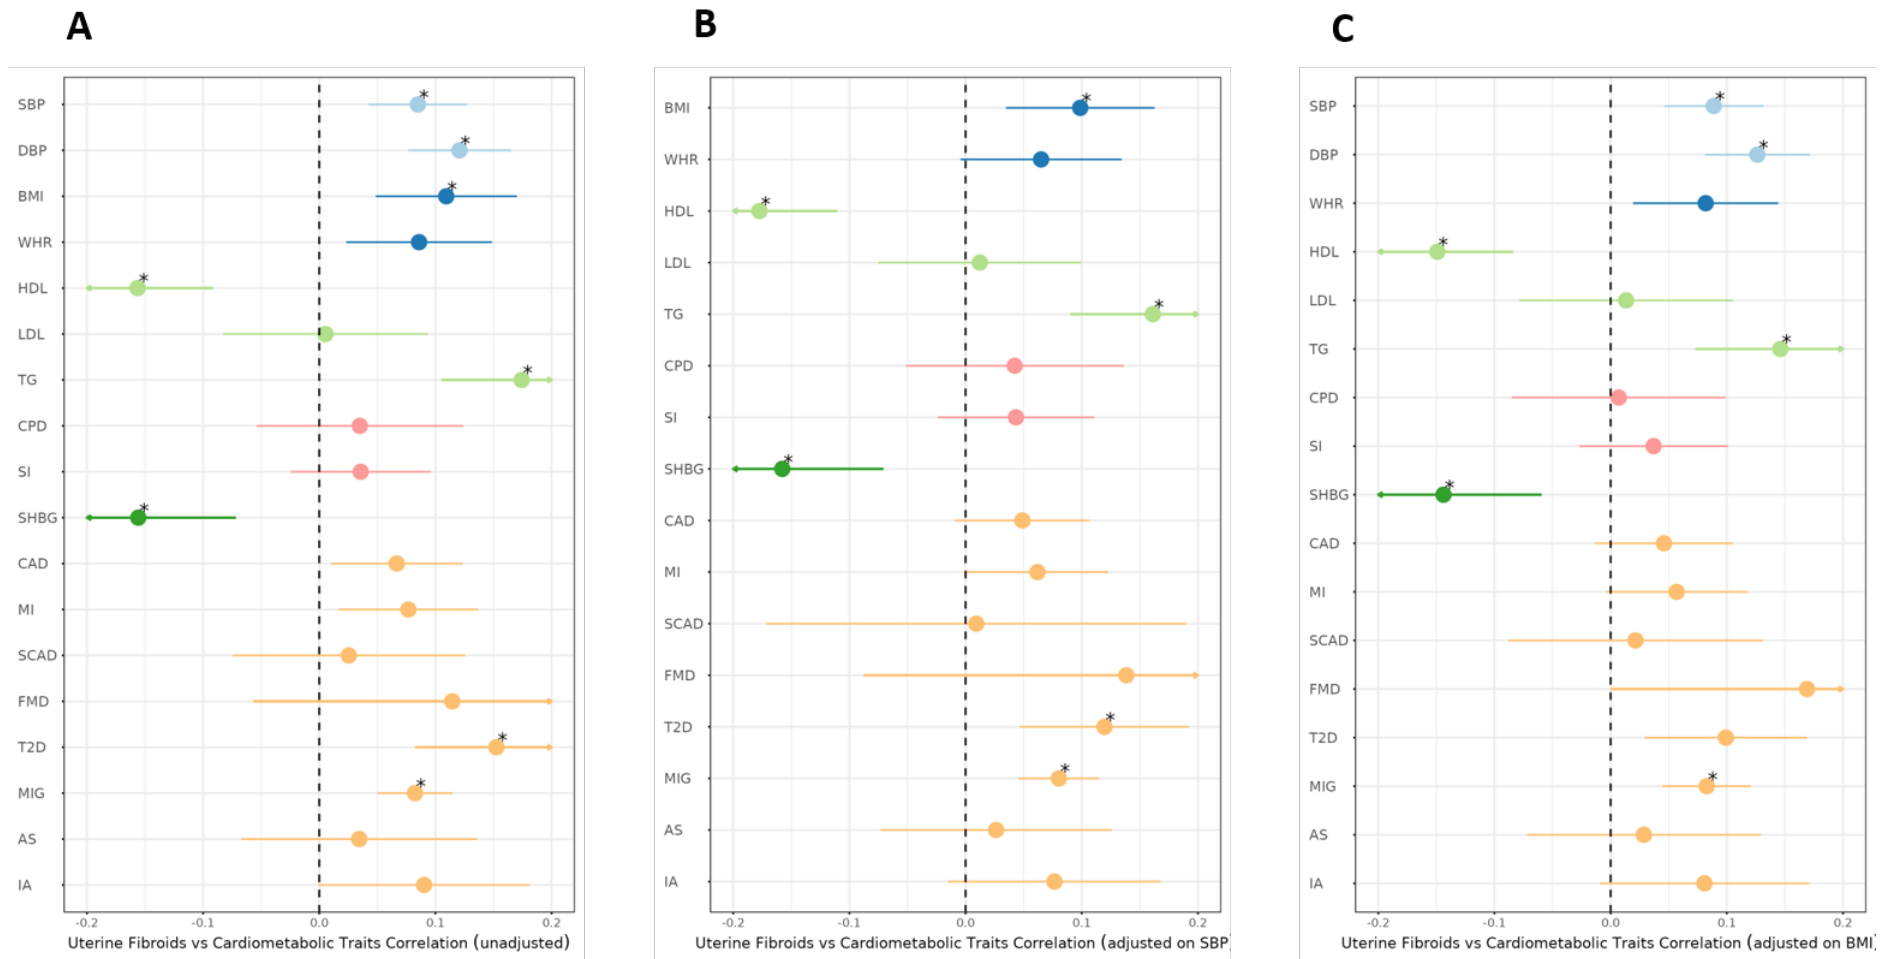 A
B
C
SBP *
DBP *
BMI *
WHR
HDL *
LDL
TG *
CPD
SI
SHBG *
CAD
MI
SCAD
FMD
T2D *
MIG *
AS
IA
-0.2 -0.1 0.0 0.1 0.2
Uterine Fibroids vs Cardiometabolic Traits Correlation (unadjusted)
BMI *
WHR
HDL *
LDL
TG *
CPD
SI
SHBG *
CAD
MI
SCAD
FMD
T2D *
MIG *
AS
IA
-0.2 -0.1 0.0 0.1 0.2
Uterine Fibroids vs Cardiometabolic Traits Correlation (adjusted on SBP)
SBP *
DBP *
WHR
HDL *
LDL
TG *
CPD
SI
SHBG *
CAD
MI
SCAD
FMD
T2D
MIG *
AS
IA
-0.2 -0.1 0.0 0.1 0.2
Uterine Fibroids vs Cardiometabolic Traits Correlation (adjusted on BMI)